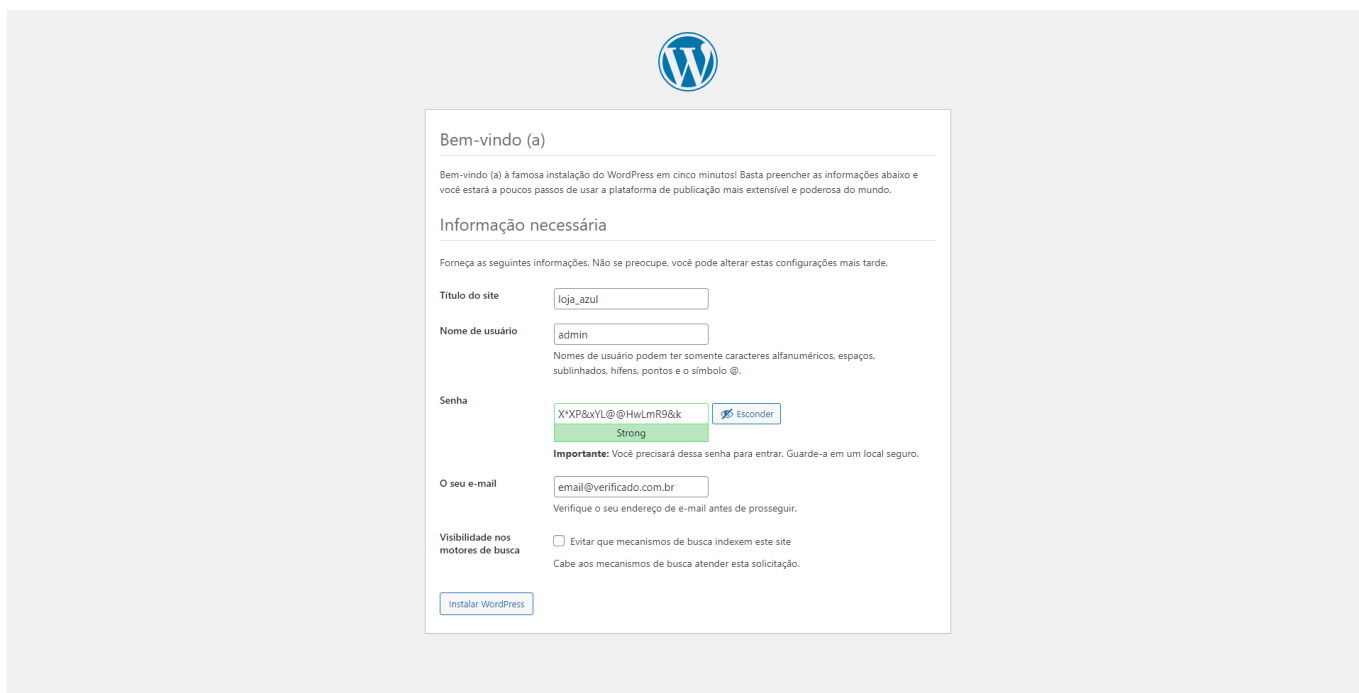 Bem-vindo (a)
Bem-vindo (a) à famosa instalação do WordPress em cinco minutos! Basta preencher as informações abaixo e
você estará a poucos passos de usar a plataforma de publicação mais extensível e poderosa do mundo.
Informação necessária
Forneça as seguintes informações. Não se preocupe, você pode alterar estas configurações mais tarde.
Título do site
loja_azul
Nome de usuário
admin
Nomes de usuário podem ter somente caracteres alfanuméricos, espaços,
sublinhados, hífens, pontos e o símbolo @.
Senha
X*XP&xYL@@HwLmR9&k
Esconder
Strong
Importante: Você precisará dessa senha para entrar. Guarde-a em um local seguro.
O seu e-mail
email@verificado.com.br
Verifique o seu endereço de e-mail antes de prosseguir.
Visibilidade nos
motores de busca
Evitar que mecanismos de busca indexem este site
Cabe aos mecanismos de busca atender esta solicitação.
Instalar WordPress